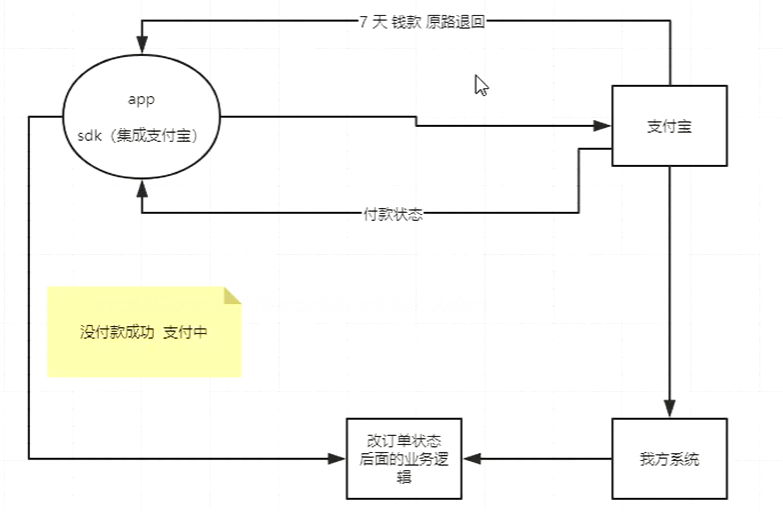 7 天 钱款 原路退回
app
sdk（集成支付宝）
支付宝
付款状态
没付款成功 支付中
改订单状态
后面的业务逻
辑
我方系统